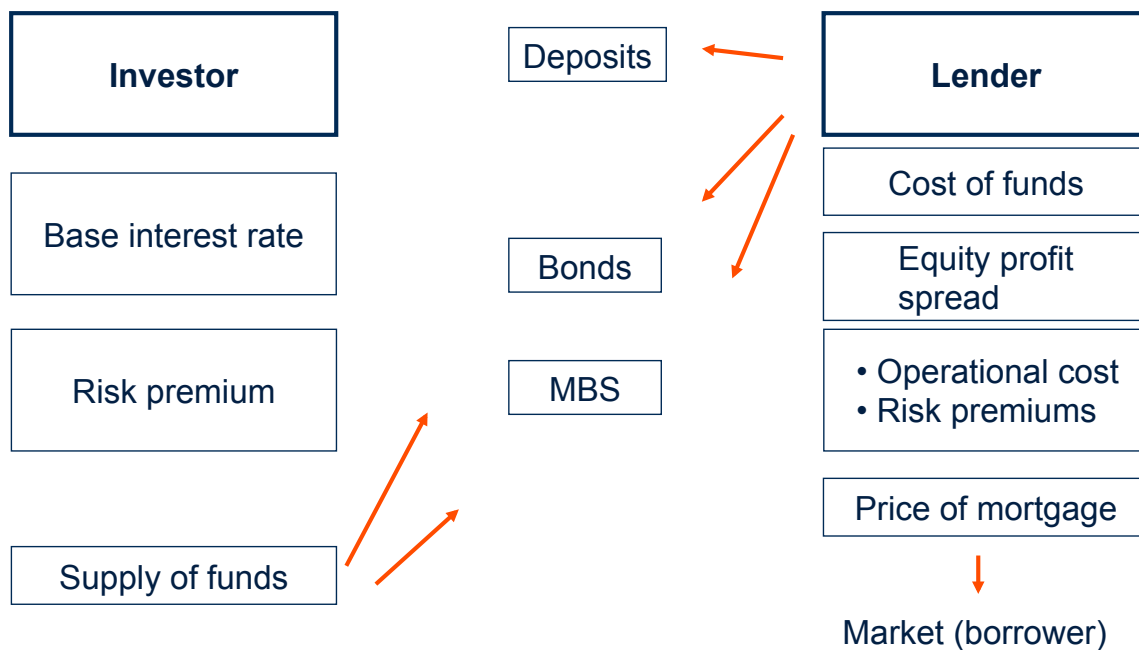 Investor
Base interest rate
Risk premium
Supply of funds
Deposits
Bonds
MBS
Lender
Cost of funds
Equity profit
spread
• Operational cost
• Risk premiums
Price of mortgage
Market (borrower)